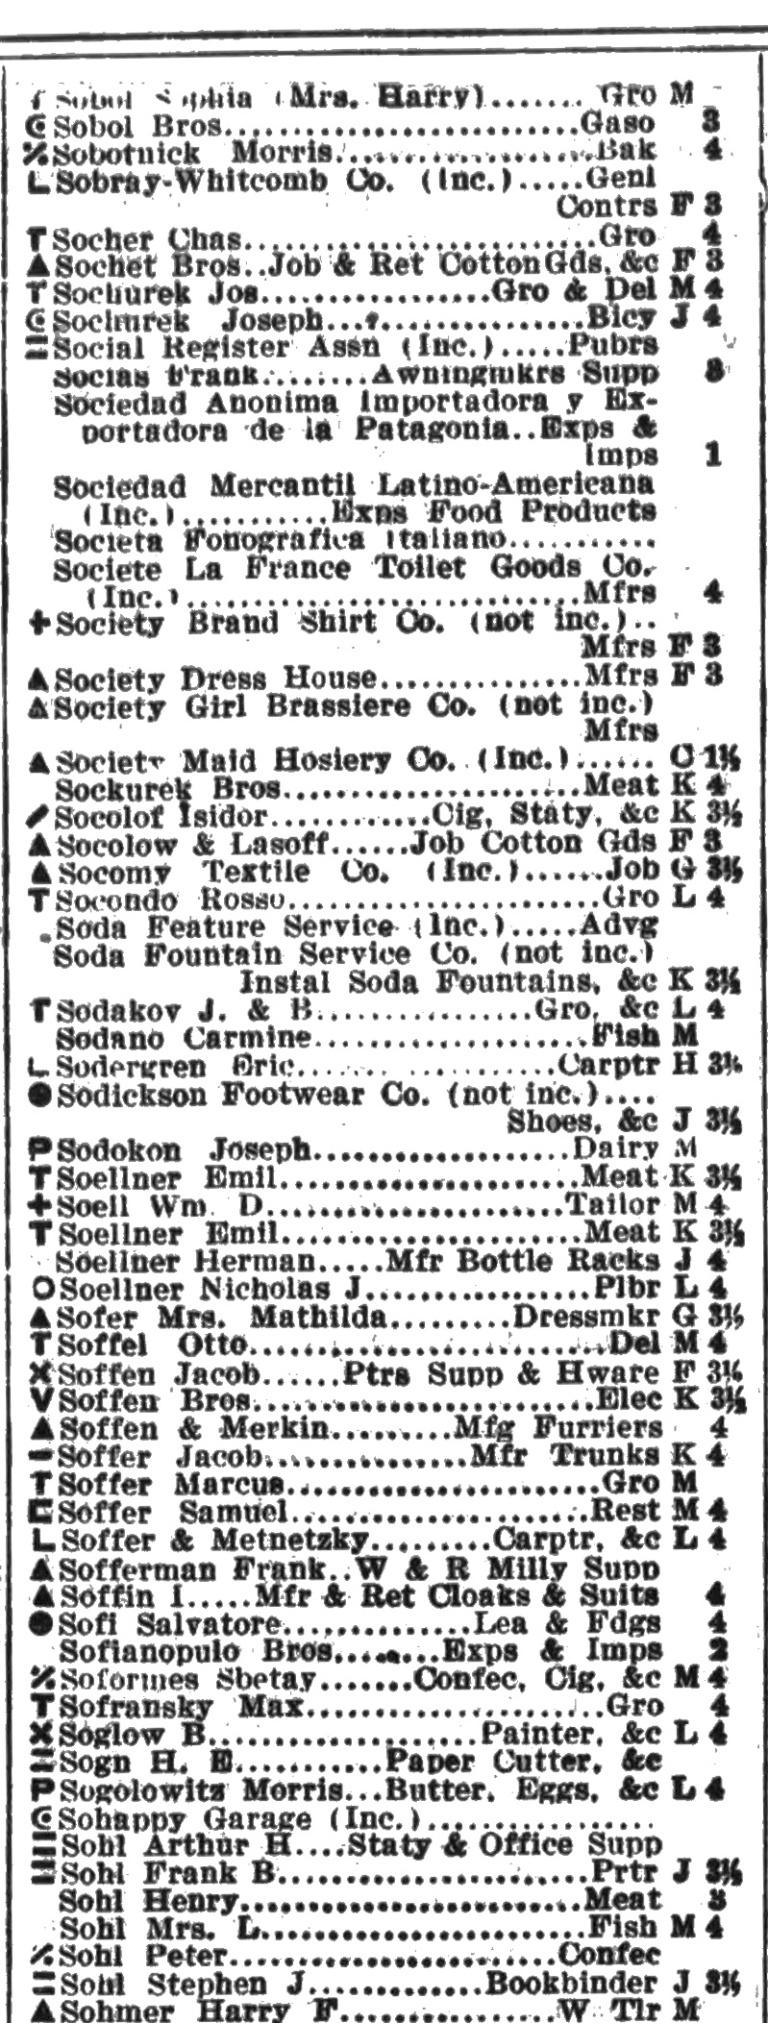 T Sobol Sophia (Mrs. Harry)....... Gro M
Sobol Bros............................Gaso 3
Sobotnick Morris....................Bak 4
L Sobray-Whitcomb Co. (Inc.).....Genl
Contrs F 3
T Socher Chas...........................Gro 4
▲ Sochet Bros..Job & Ret Cotton Gds, &c F 3
T Sochurek Jos..................Gro & Del M 4
Sochurek Joseph....................Bicy J 4
Social Register Assn (Inc.).....Pubrs
Socias Frank........Awningmkrs Supp 3
Sociedad Anonima Importadora y Ex-
portadora de la Patagonia..Exps &
Imps 1
Sociedad Mercantil Latino-Americana
(Inc.)...........Exps Food Products
Societa Fonografica Italiano...........
Societe La France Toilet Goods Co.
(Inc.)..............................Mfrs 4
+ Society Brand Shirt Co. (not inc.)..
Mfrs F 3
▲ Society Dress House...............Mfrs F 3
▲ Society Girl Brassiere Co. (not inc.)
Mfrs
▲ Society Maid Hosiery Co. (Inc.)...... O 1½
Sockurek Bros.......................Meat K 4
Socolof Isidor............Cig, Staty, &c K 3½
▲ Socolow & Lasoff......Job Cotton Gds F 3
▲ Socomy Textile Co. (Inc.)......Job G 3½
T Socondo Rosso........................Gro L 4
Soda Feature Service (Inc.).....Advg
Soda Fountain Service Co. (not inc.)
Instal Soda Fountains, &c K 3½
T Sodakov J. & B................Gro, &c L 4
Sodano Carmine.....................Fish M
L Sodergren Eric....................Carptr H 3½
● Sodickson Footwear Co. (not inc.)....
Shoes, &c J 3½
P Sodokon Joseph...................Dairy M
T Soellner Emil.......................Meat K 3½
+ Soell Wm. D.......................Tailor M 4
T Soellner Emil.......................Meat K 3½
Soellner Herman.....Mfr Bottle Racks J 4
O Soellner Nicholas J.................Plbr L 4
▲ Sofer Mrs. Mathilda.........Dressmkr G 3½
T Soffel Otto............................Del M 4
X Soffen Jacob......Ptrs Supp & Hware F 3½
V Soffen Bros..........................Elec K 3½
▲ Soffen & Merkin.........Mfg Furriers 4
Soffer Jacob................Mfr Trunks K 4
T Soffer Marcus........................Gro M
Soffer Samuel.......................Rest M 4
L Soffer & Metnetzky.........Carptr, &c L 4
▲ Sofferman Frank..W & R Milly Supp
▲ Soffin I.....Mfr & Ret Cloaks & Suits 4
● Sofi Salvatore..............Lea & Fdgs 4
Sofianopulo Bros........Exps & Imps 2
Soformes Sbetay.......Confec, Cig, &c M 4
T Sofransky Max.......................Gro 4
X Soglow B....................Painter, &c L 4
Sogn H. E...........Paper Cutter, &c
P Sogolowitz Morris...Butter, Eggs, &c L 4
Sohappy Garage (Inc.).................
Sohl Arthur H....Staty & Office Supp
Sohl Frank B........................Prtr J 3½
Sohl Henry..........................Meat 3
Sohl Mrs. L.........................Fish M 4
Sohl Peter.........................Confec
Sohl Stephen J.............Bookbinder J 3½
▲ Sohmer Harry F................W Tlr M